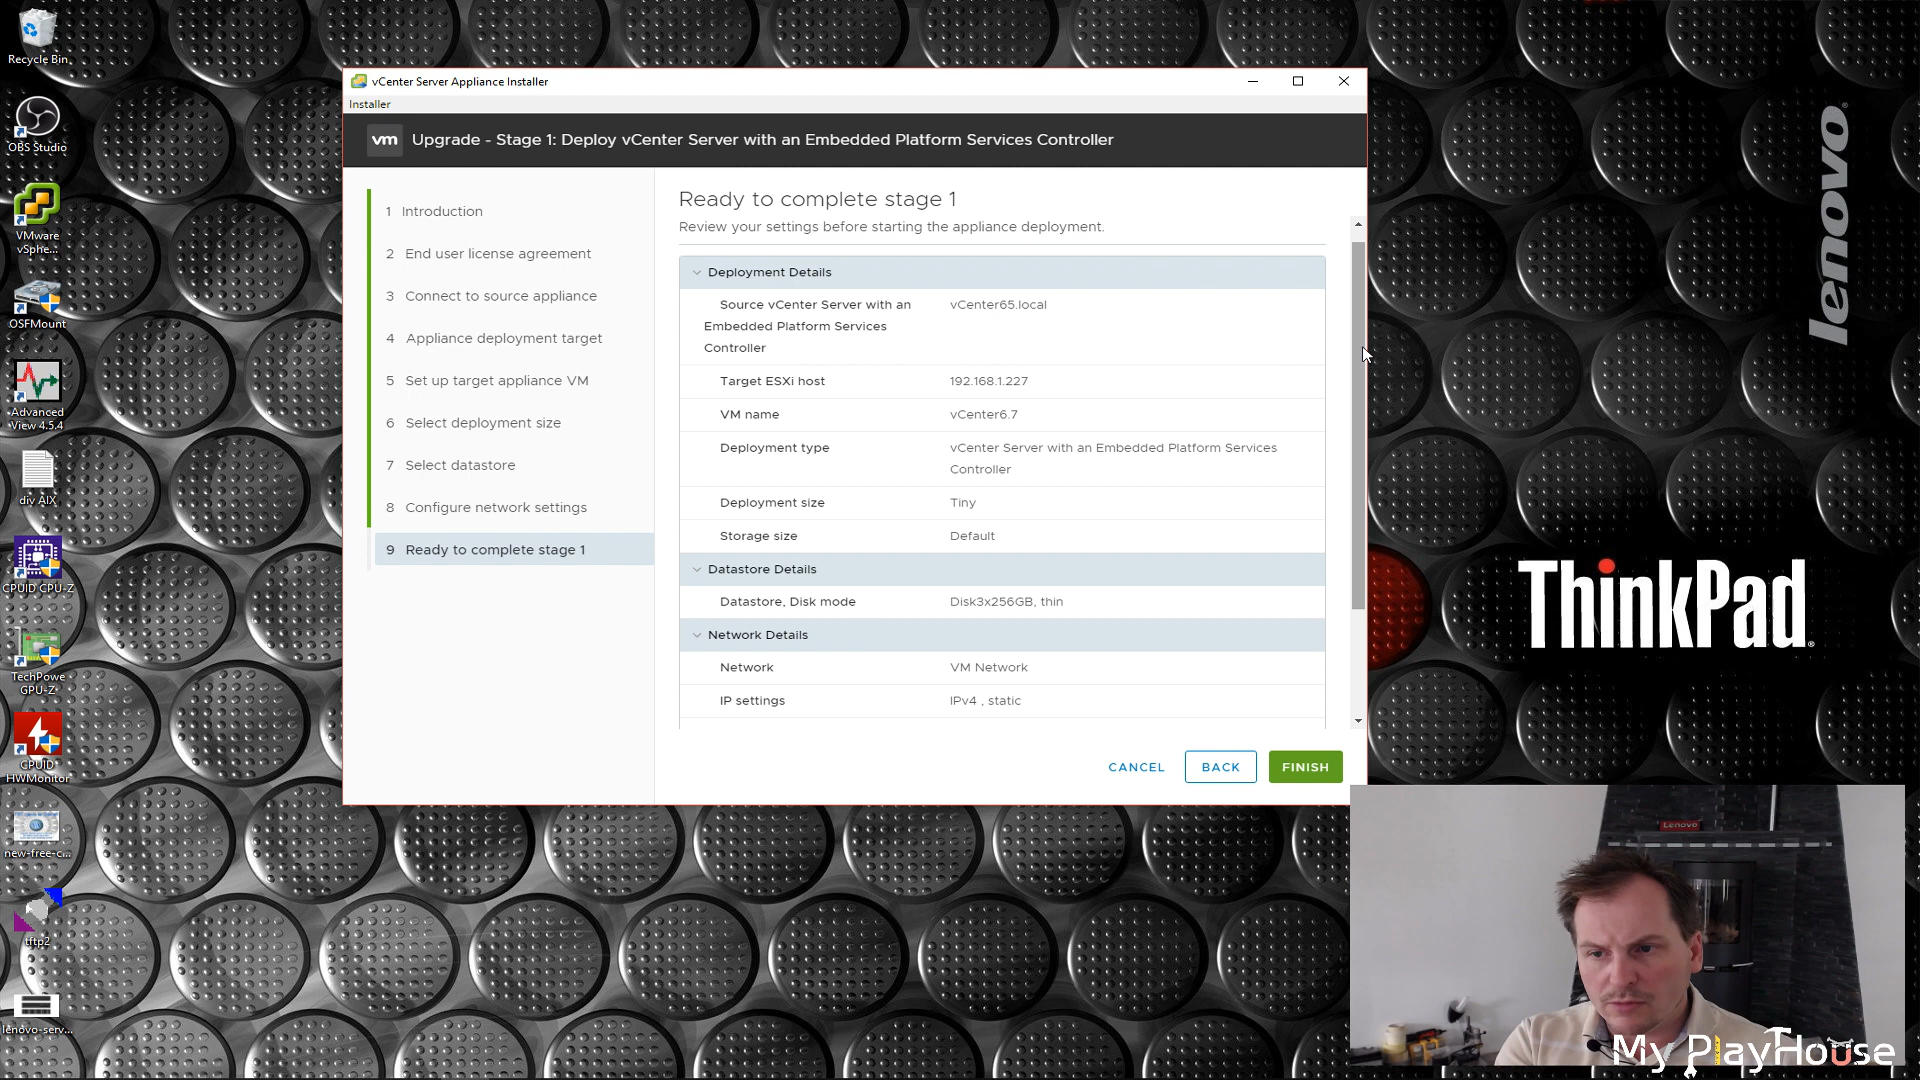 Recycle Bin
OBS Studio
VMware
vSphe...
OSFMount
Advanced
View 4.5.4
div AIX
CPUID CPU-Z
TechPowe
GPU-Z
CPUID
HWMonitor
new-free-c...
tftp2
lenovo-serv...
vCenter Server Appliance Installer
Installer
vm Upgrade - Stage 1: Deploy vCenter Server with an Embedded Platform Services Controller
1 Introduction
2 End user license agreement
3 Connect to source appliance
4 Appliance deployment target
5 Set up target appliance VM
6 Select deployment size
7 Select datastore
8 Configure network settings
9 Ready to complete stage 1
Ready to complete stage 1
Review your settings before starting the appliance deployment.
Deployment Details
Source vCenter Server with an vCenter65.local
Embedded Platform Services
Controller
Target ESXi host 192.168.1.227
VM name vCenter6.7
Deployment type vCenter Server with an Embedded Platform Services
Controller
Deployment size Tiny
Storage size Default
Datastore Details
Datastore, Disk mode Disk3x256GB, thin
Network Details
Network VM Network
IP settings IPv4 , static
CANCEL BACK FINISH
lenovo
ThinkPad
Lenovo
My PlayHouse